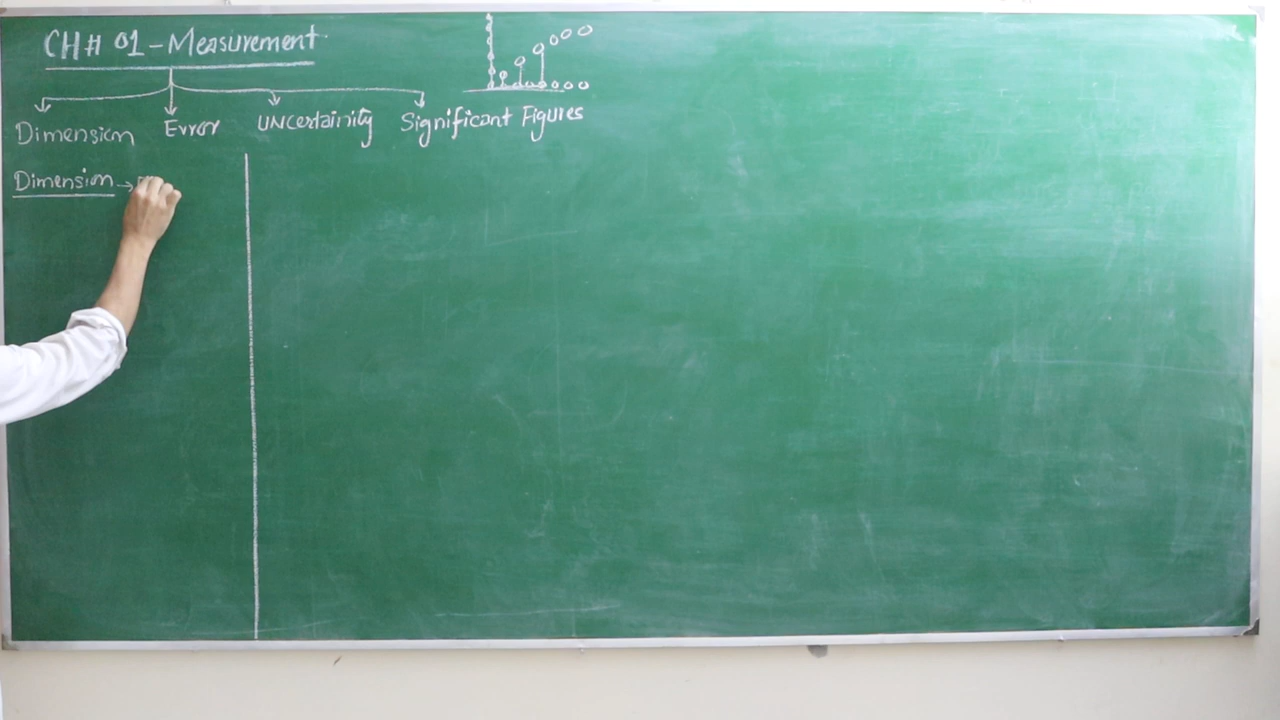 CH# 01 - Measurement
Dimension Error UNCertainity Significant Figures
Dimension →